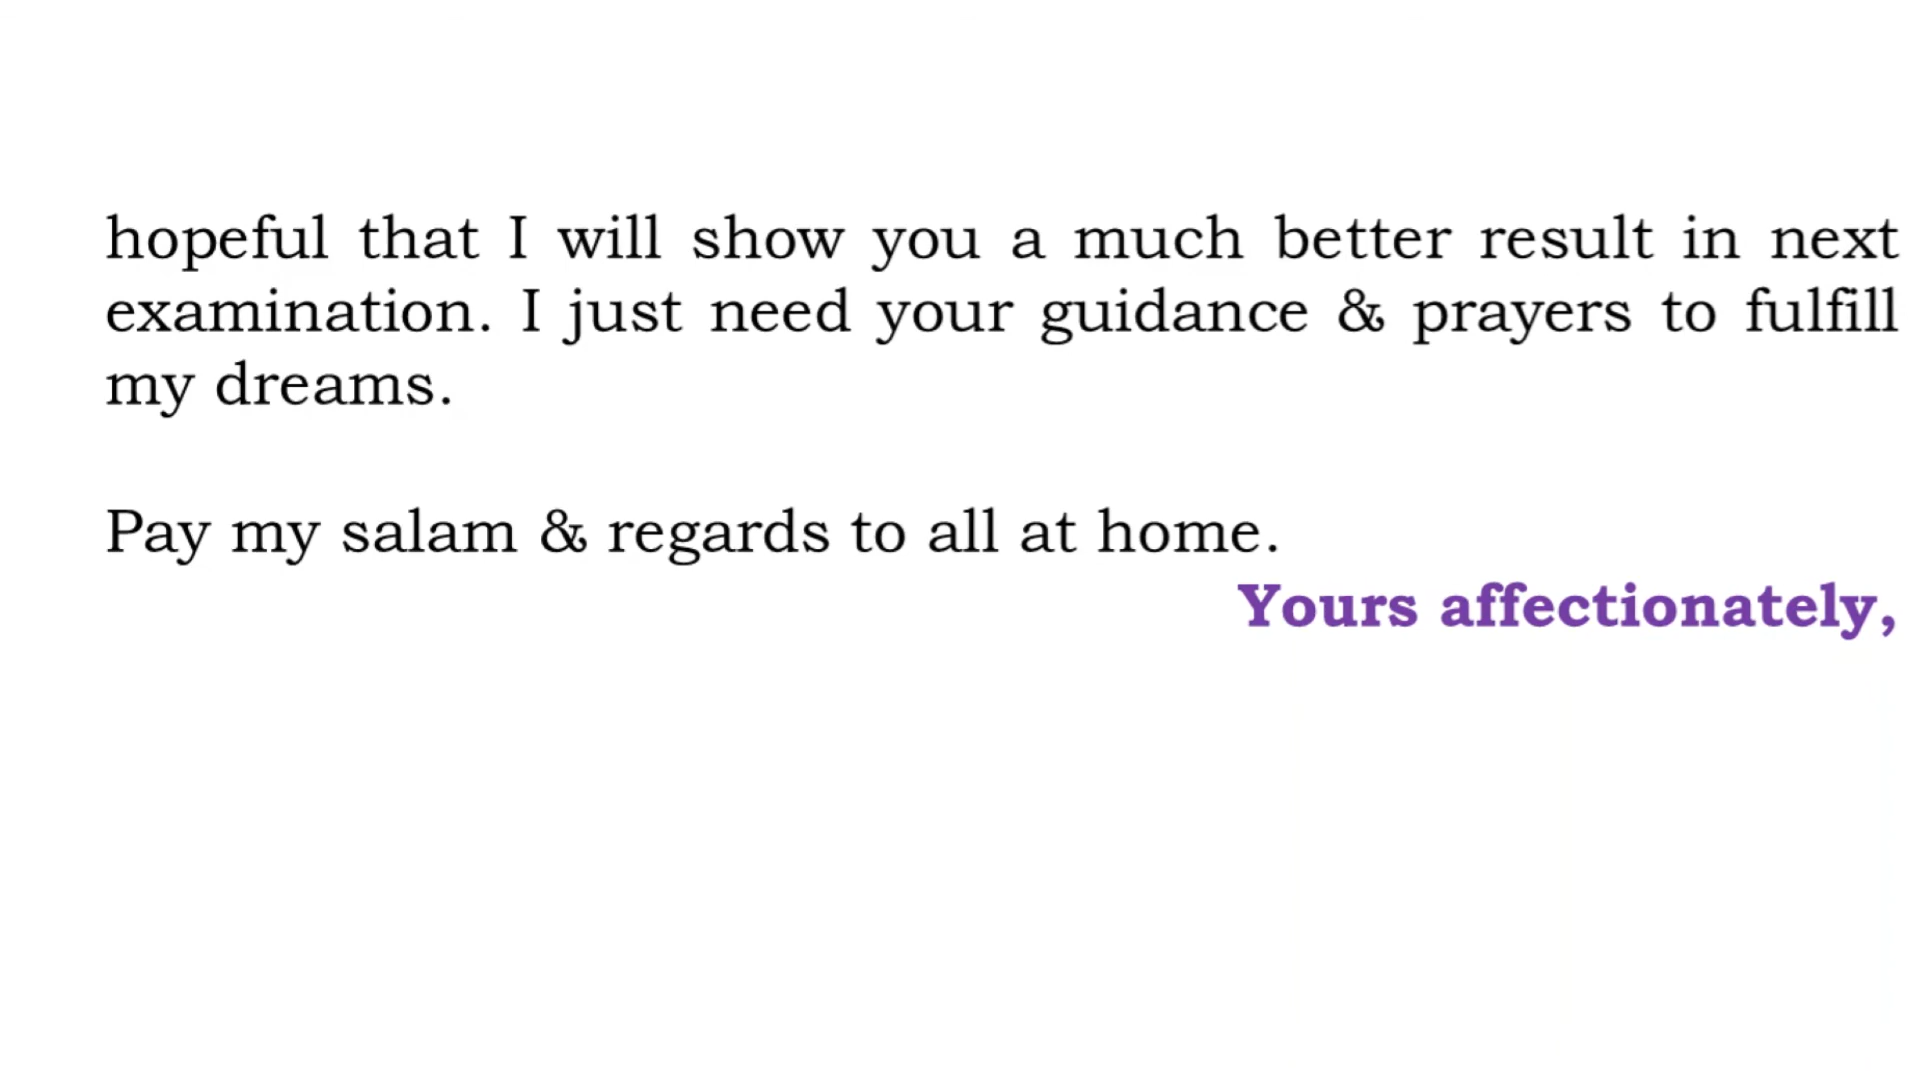 hopeful that I will show you a much better result in next
examination. I just need your guidance & prayers to fulfill
my dreams.
Pay my salam & regards to all at home.
Yours affectionately,